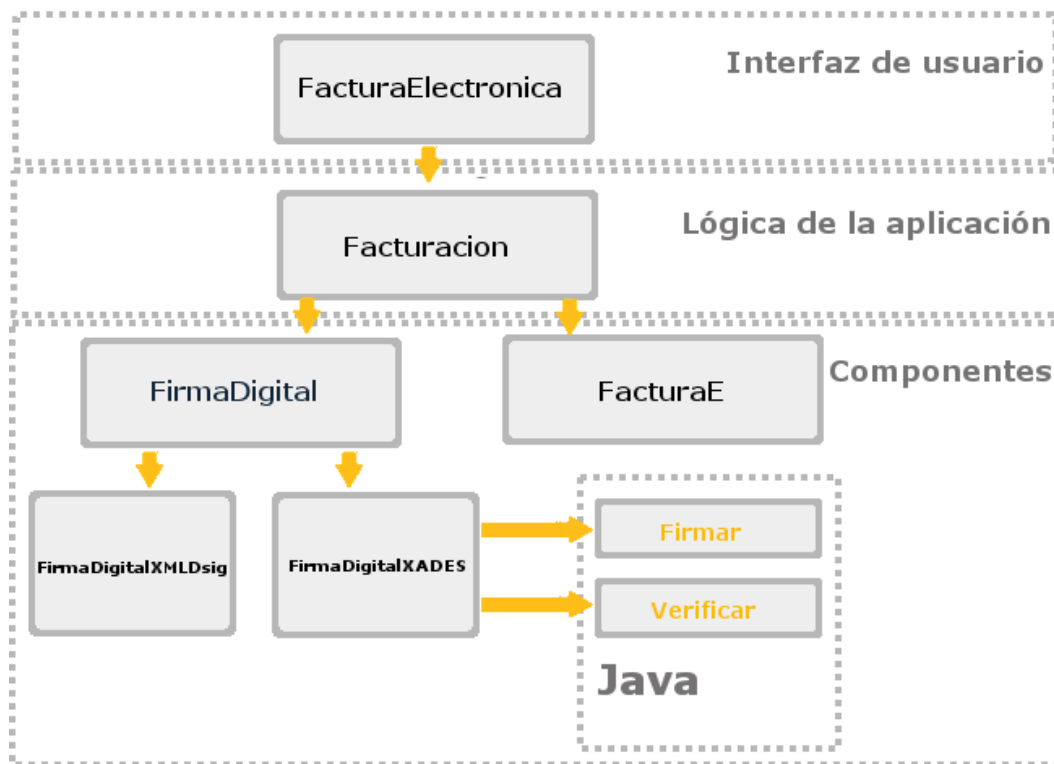 Interfaz de usuario
FacturaElectronica
Lógica de la aplicación
Facturacion
Componentes
FirmaDigital
FacturaE
FirmaDigitalXMLDsig
FirmaDigitalXADES
Firmar
Verificar
Java